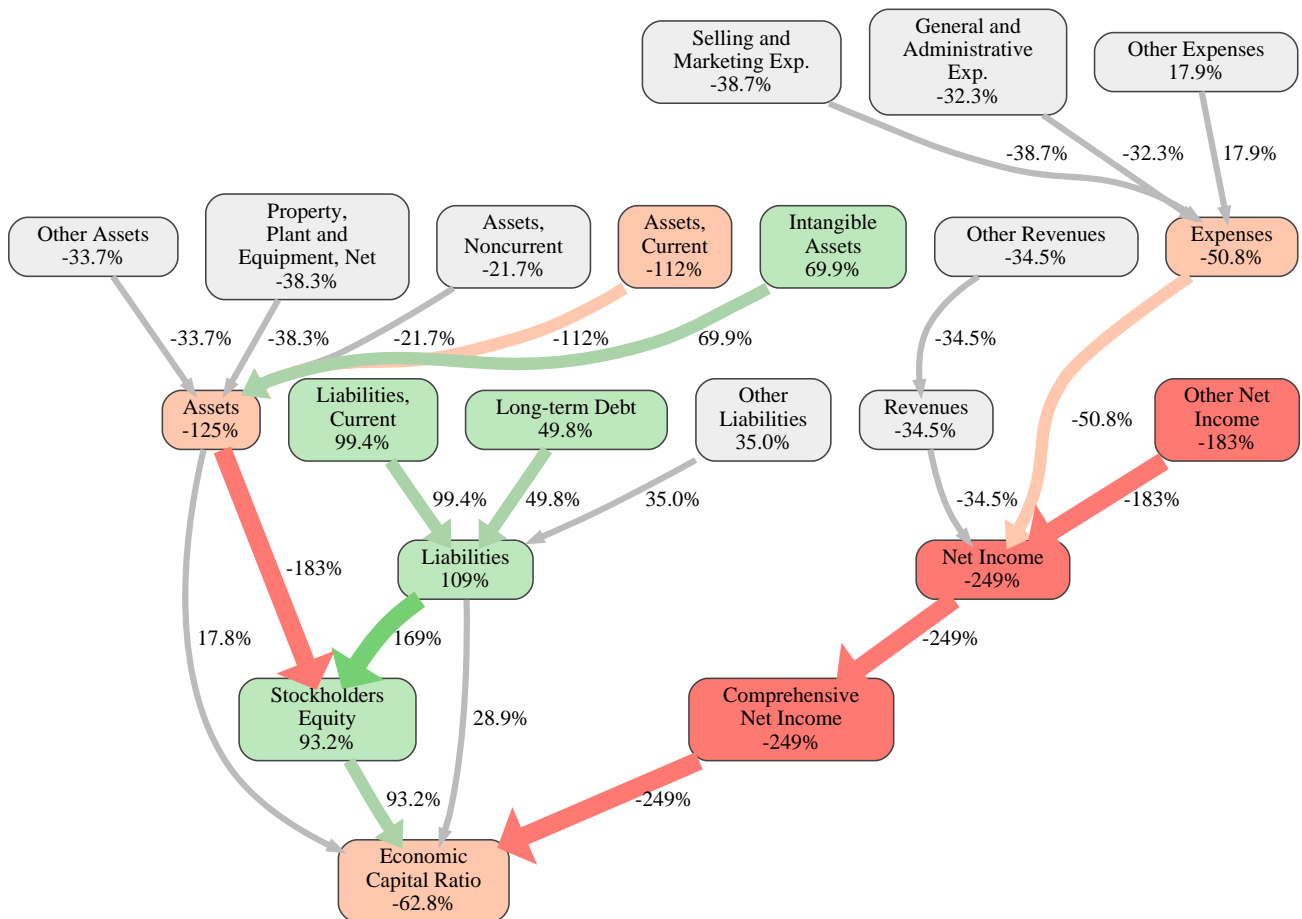 Selling and
Marketing Exp.
-38.7%
General and
Administrative
Exp.
-32.3%
Other Expenses
17.9%
-38.7%
-32.3%
17.9%
Other Assets
-33.7%
Property,
Plant and
Equipment, Net
-38.3%
Assets,
Noncurrent
-21.7%
Assets,
Current
-112%
Intangible
Assets
69.9%
Other Revenues
-34.5%
Expenses
-50.8%
-33.7%
-38.3%
-21.7%
-112%
69.9%
-34.5%
Assets
-125%
Liabilities,
Current
99.4%
Long-term Debt
49.8%
Other
Liabilities
35.0%
Revenues
-34.5%
-50.8%
Other Net
Income
-183%
99.4%
49.8%
35.0%
-34.5%
-183%
-183%
Liabilities
109%
Net Income
-249%
17.8%
169%
-249%
Stockholders
Equity
93.2%
28.9%
Comprehensive
Net Income
-249%
93.2%
-249%
Economic
Capital Ratio
-62.8%